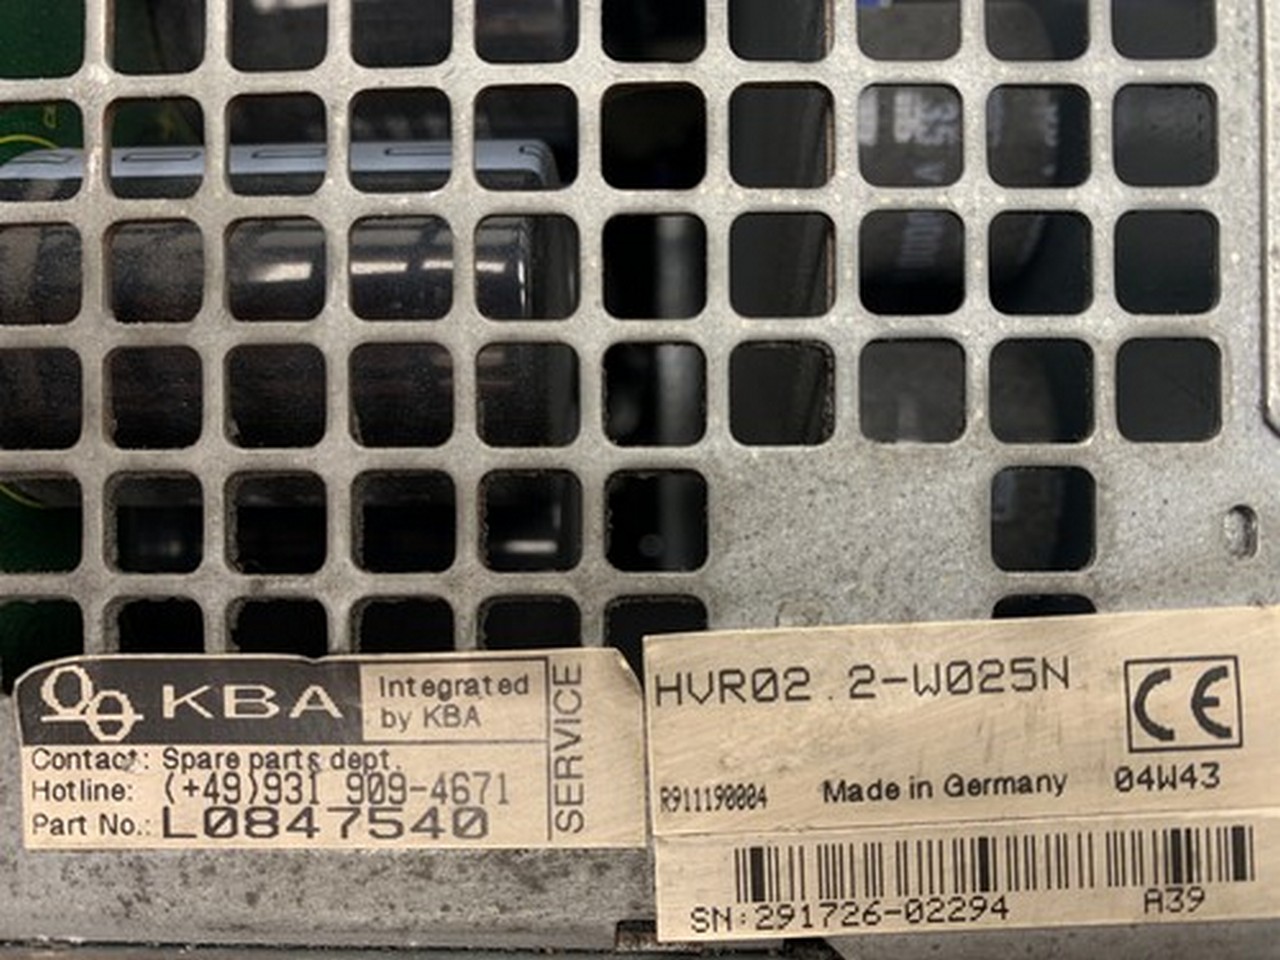 KBA
Integrated
by KBA
SERVICE
Contact: Spare parts dept.
Hotline: (+49)931 909-4671
Part No.: L0847540
HVR02.2-W025N
CE
R911190004 Made in Germany 04W43
SN:291726-02294 A39